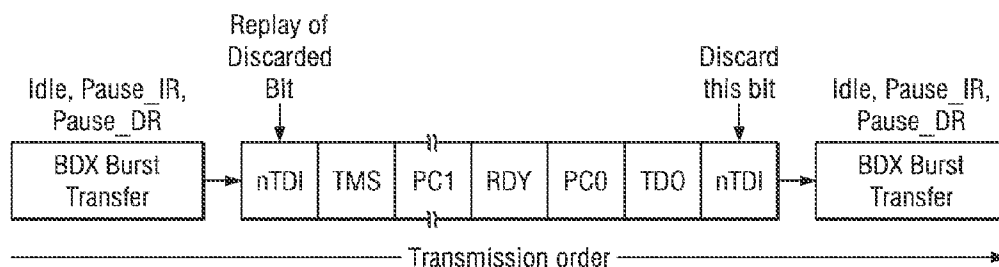 Replay of
Discarded
Bit
Discard
this bit
Idle, Pause_IR,
Pause_DR
Idle, Pause_IR,
Pause_DR
BDX Burst
Transfer
nTDI TMS PC1 RDY PC0 TDO nTDI
BDX Burst
Transfer
Transmission order